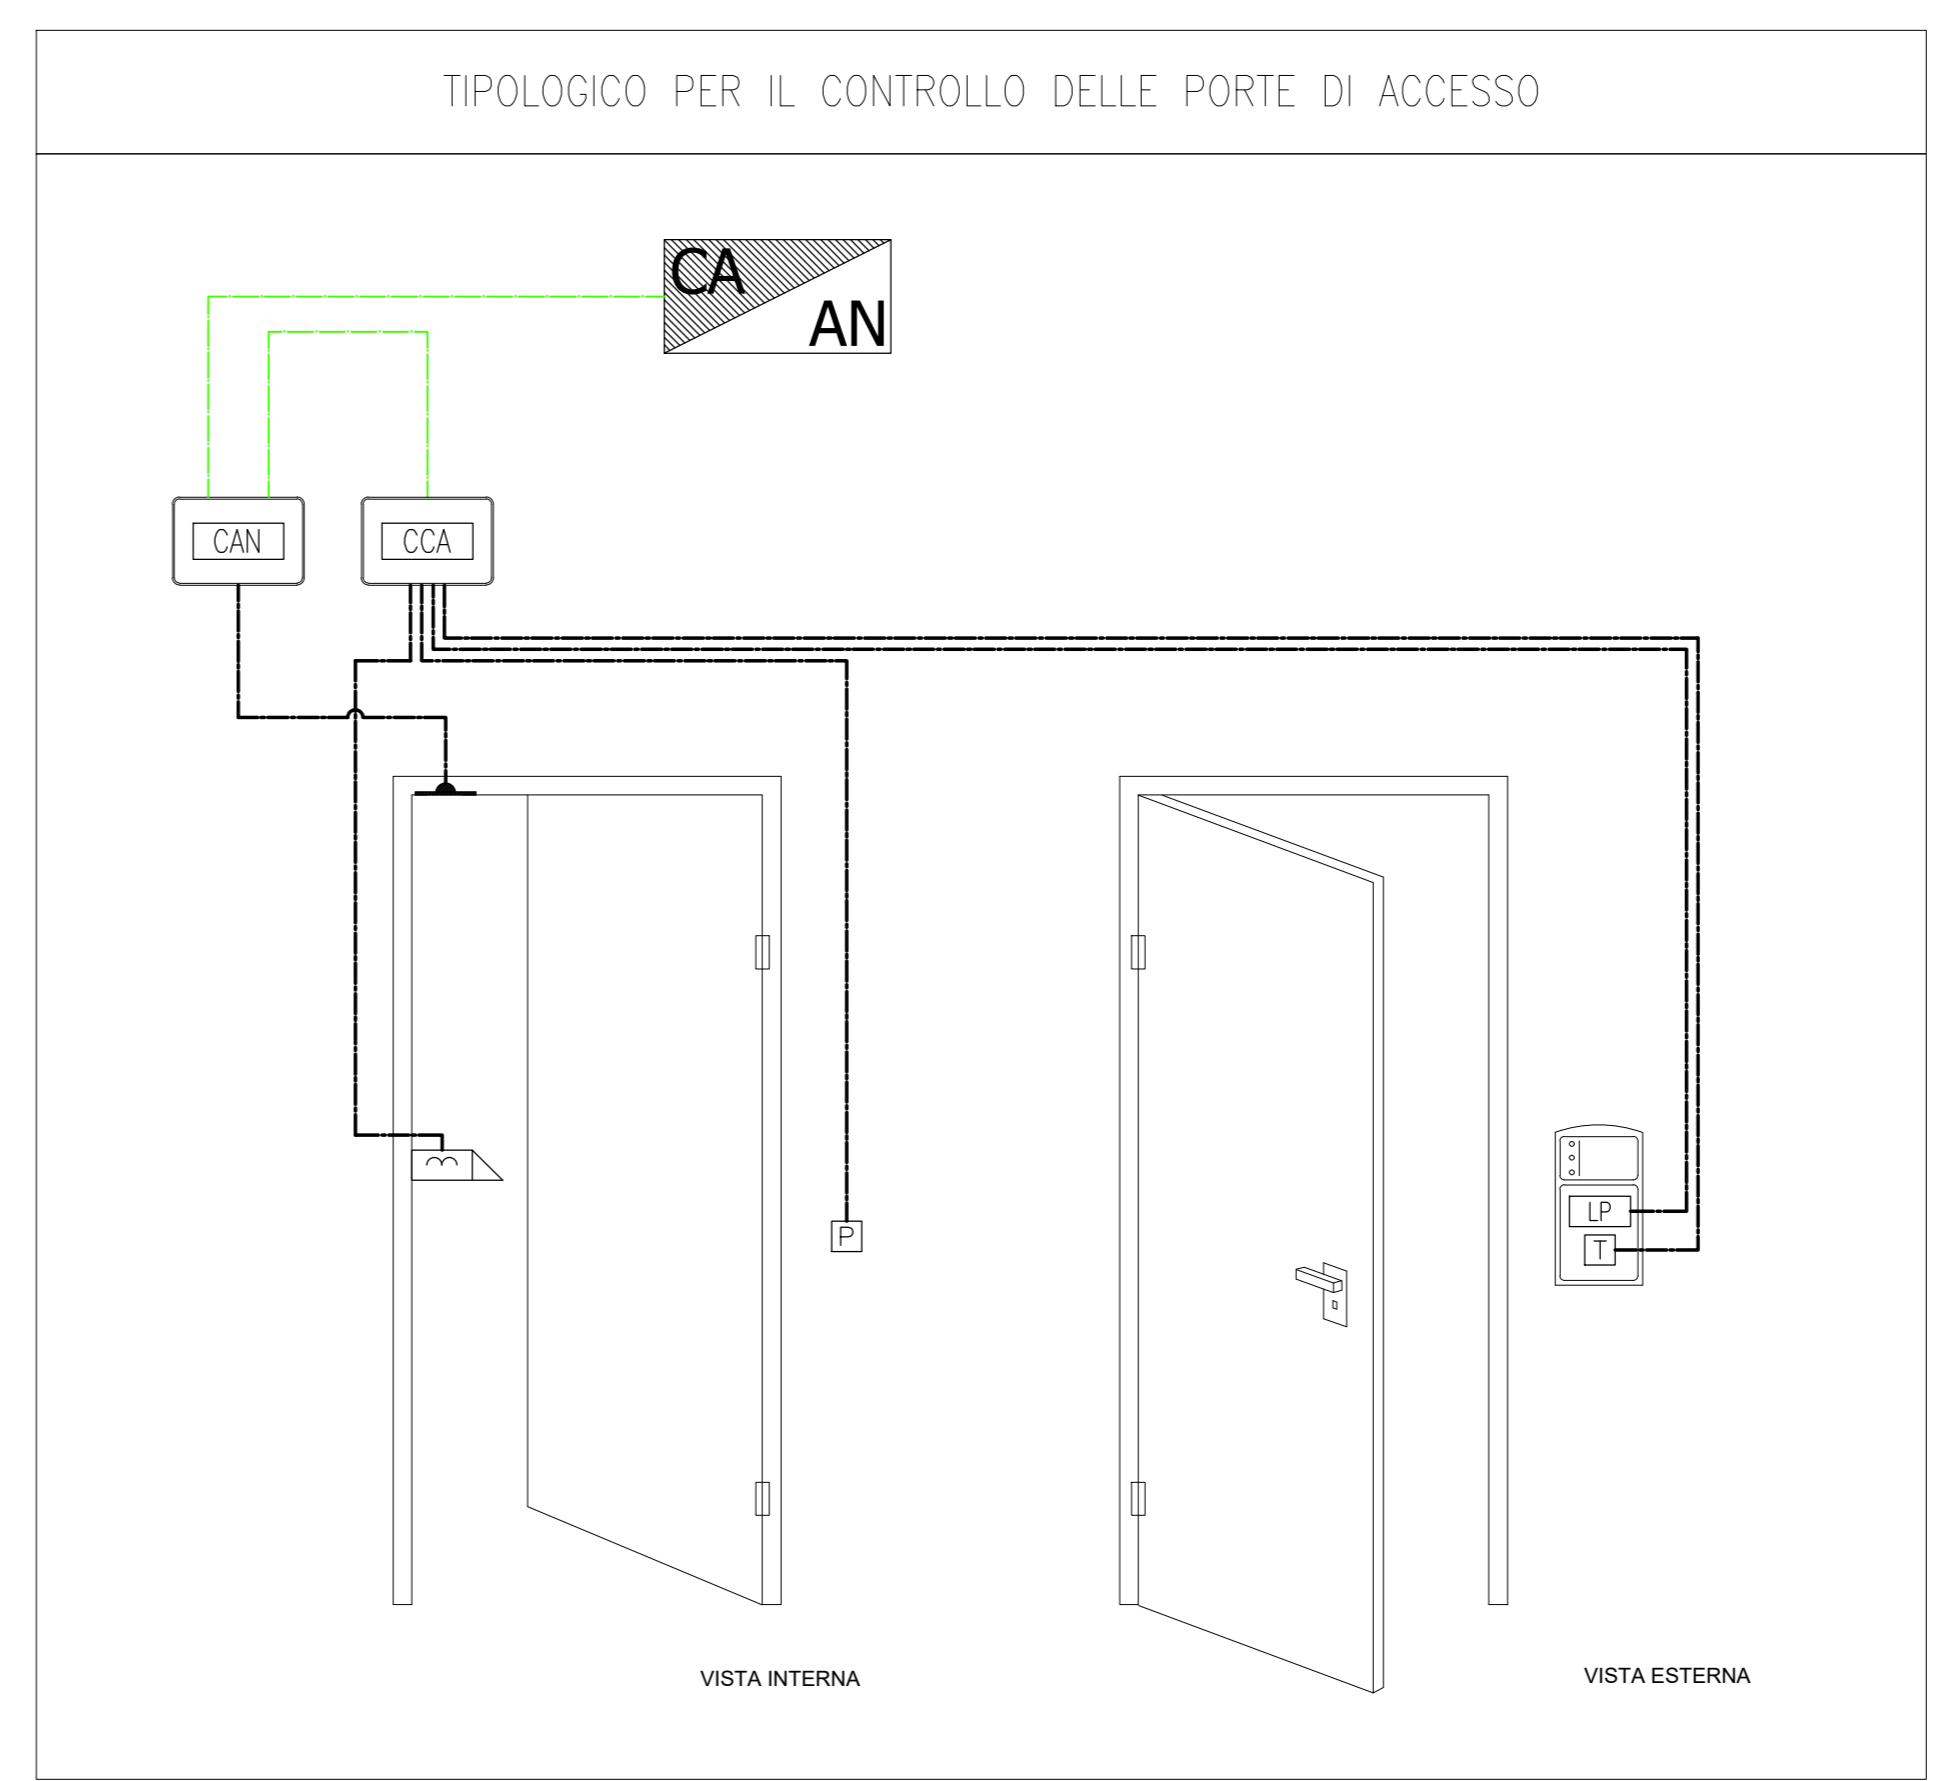 TIPOLOGICO PER IL CONTROLLO DELLE PORTE DI ACCESSO
CA
AN
CAN
CCA
LP
P
T
VISTA INTERNA
VISTA ESTERNA